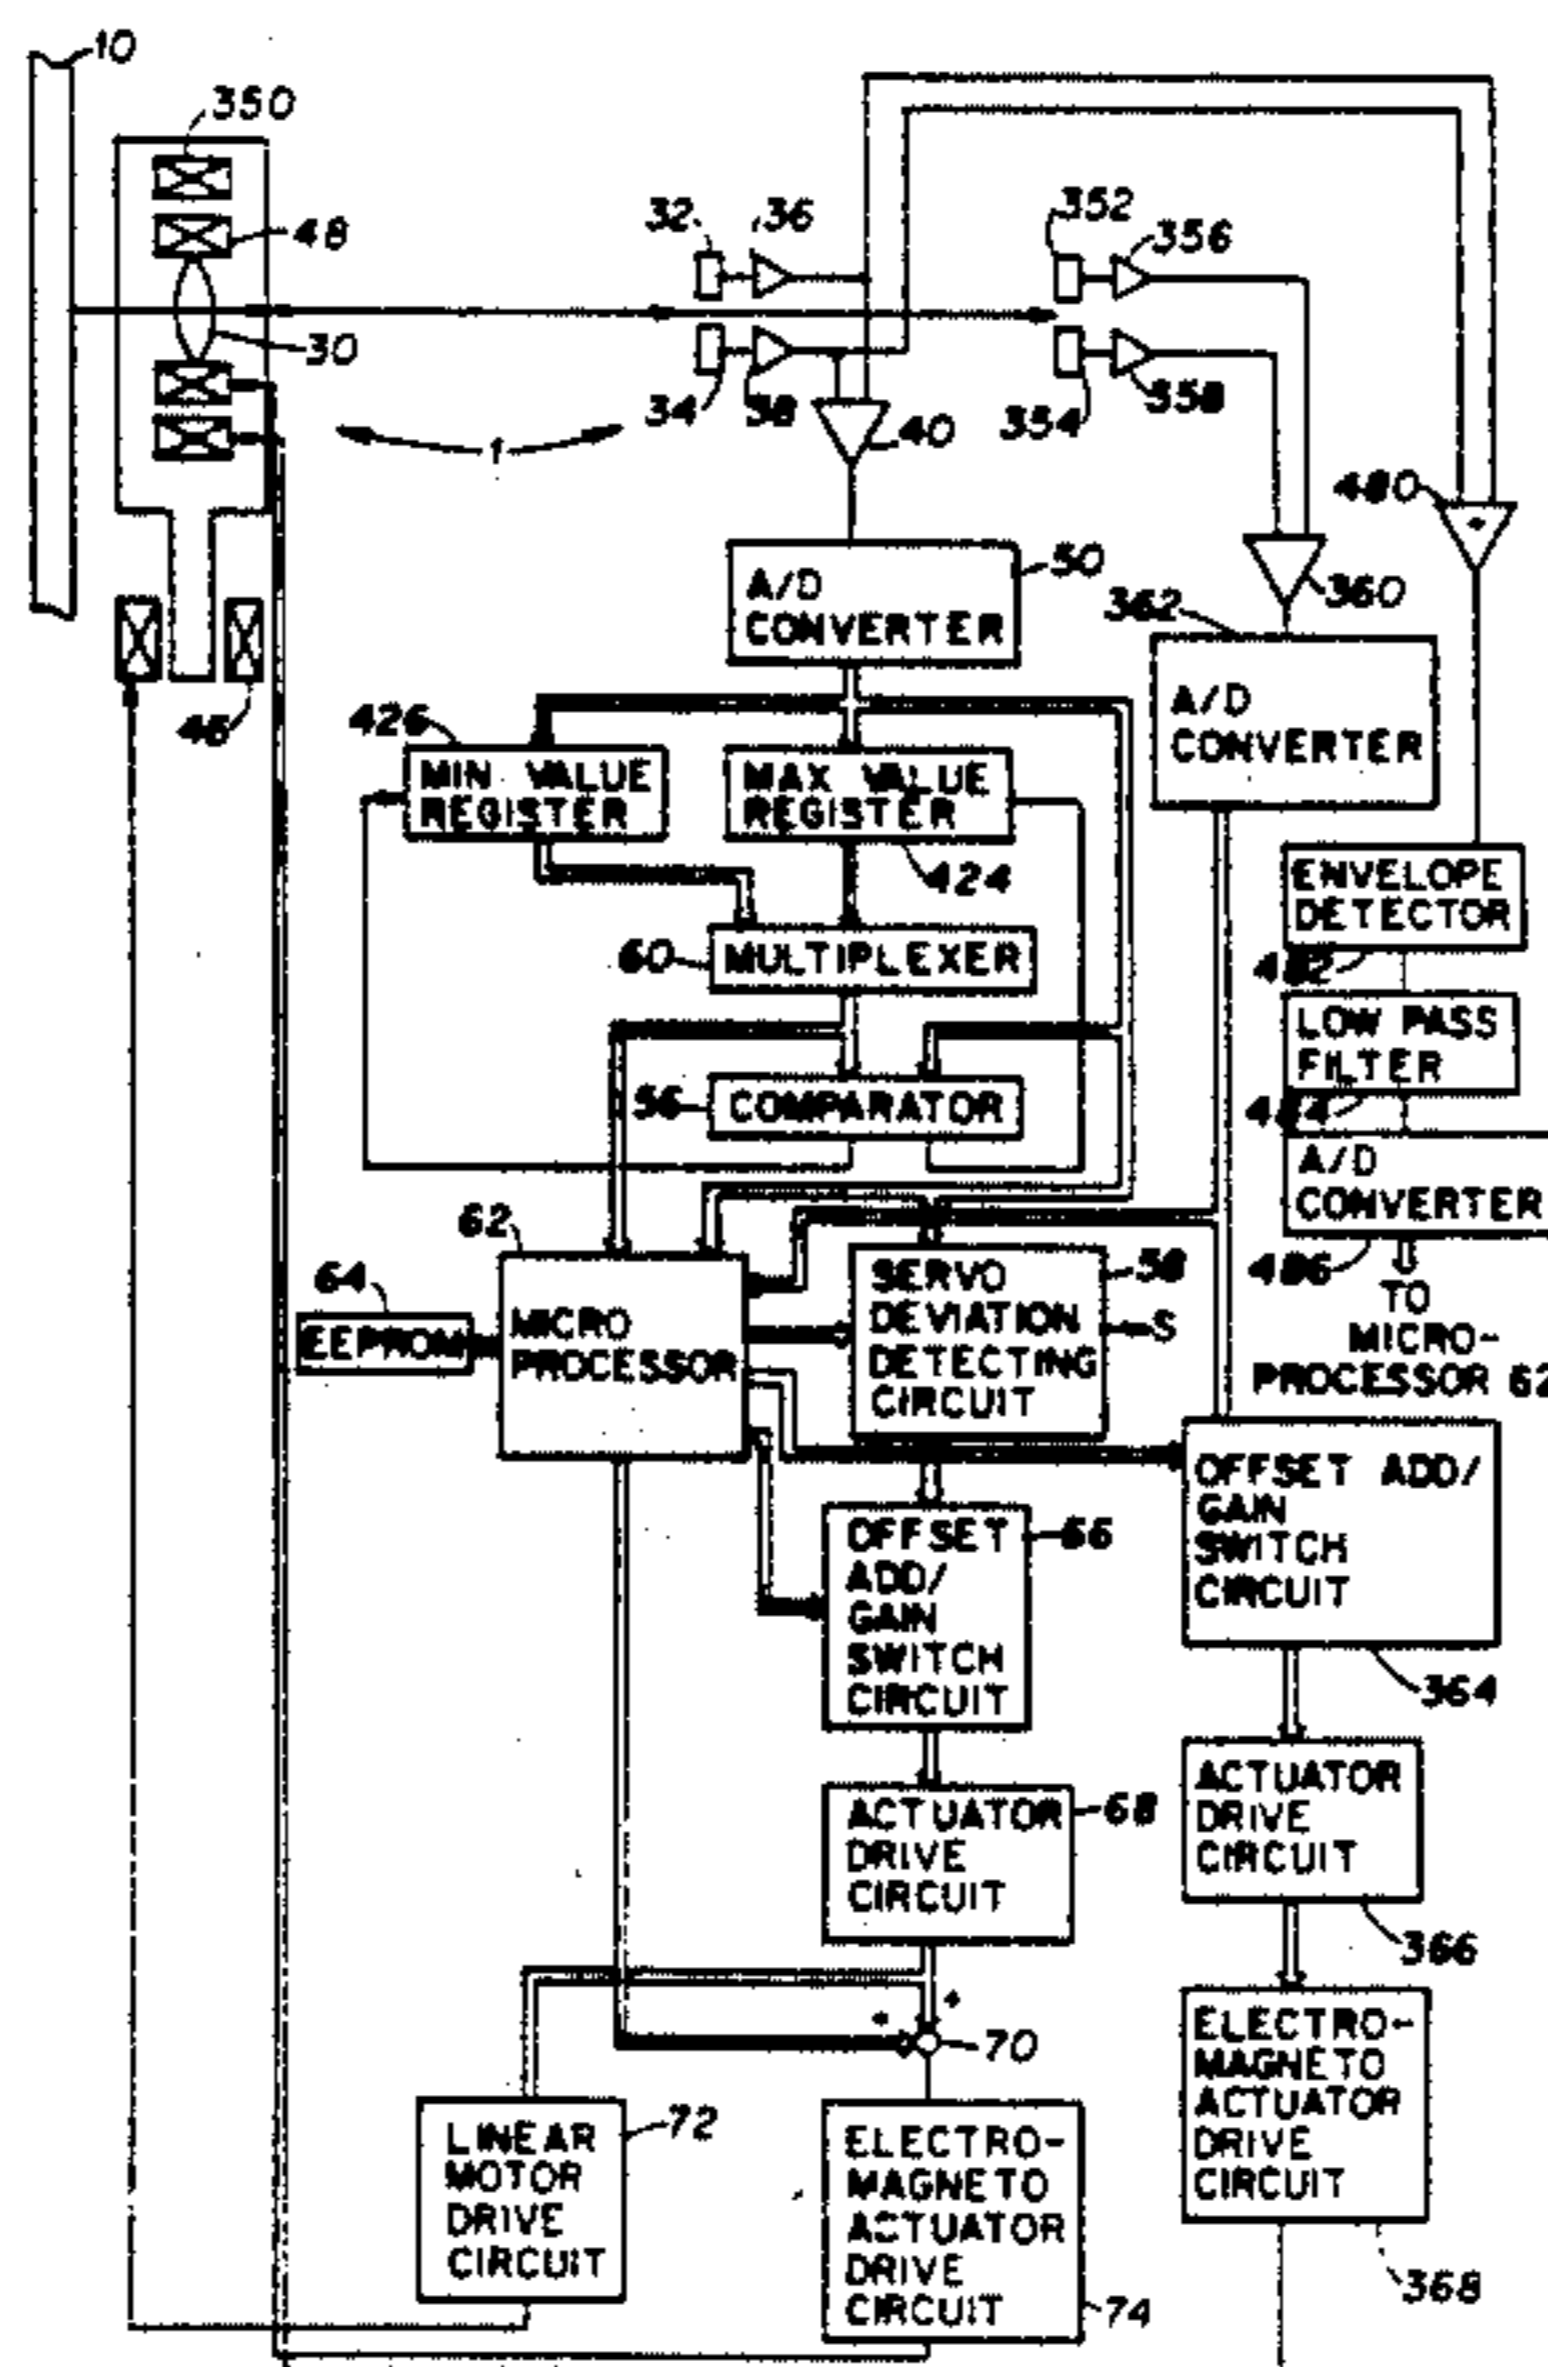 10
350
48
30
32
36
34
38
40
1
352
356
354
358
480
360
50
A/D
CONVERTER
362
A/D
CONVERTER
46
426
MIN VALUE
REGISTER
MAX VALUE
REGISTER
424
60
MULTIPLEXER
56
COMPARATOR
ENVELOPE
DETECTOR
482
LOW PASS
FILTER
484
A/D
CONVERTER
486
TO
MICRO-
PROCESSOR 62
62
64
EEPROM
MICRO
PROCESSOR
SERVO
DEVIATION
DETECTING
CIRCUIT
58
S
OFFSET
ADD/
GAIN
SWITCH
CIRCUIT
66
OFFSET ADD/
GAIN
SWITCH
CIRCUIT
364
ACTUATOR
DRIVE
CIRCUIT
68
ACTUATOR
DRIVE
CIRCUIT
366
+
+
70
LINEAR
MOTOR
DRIVE
CIRCUIT
72
ELECTRO-
MAGNETO
ACTUATOR
DRIVE
CIRCUIT
74
ELECTRO-
MAGNETO
ACTUATOR
DRIVE
CIRCUIT
368